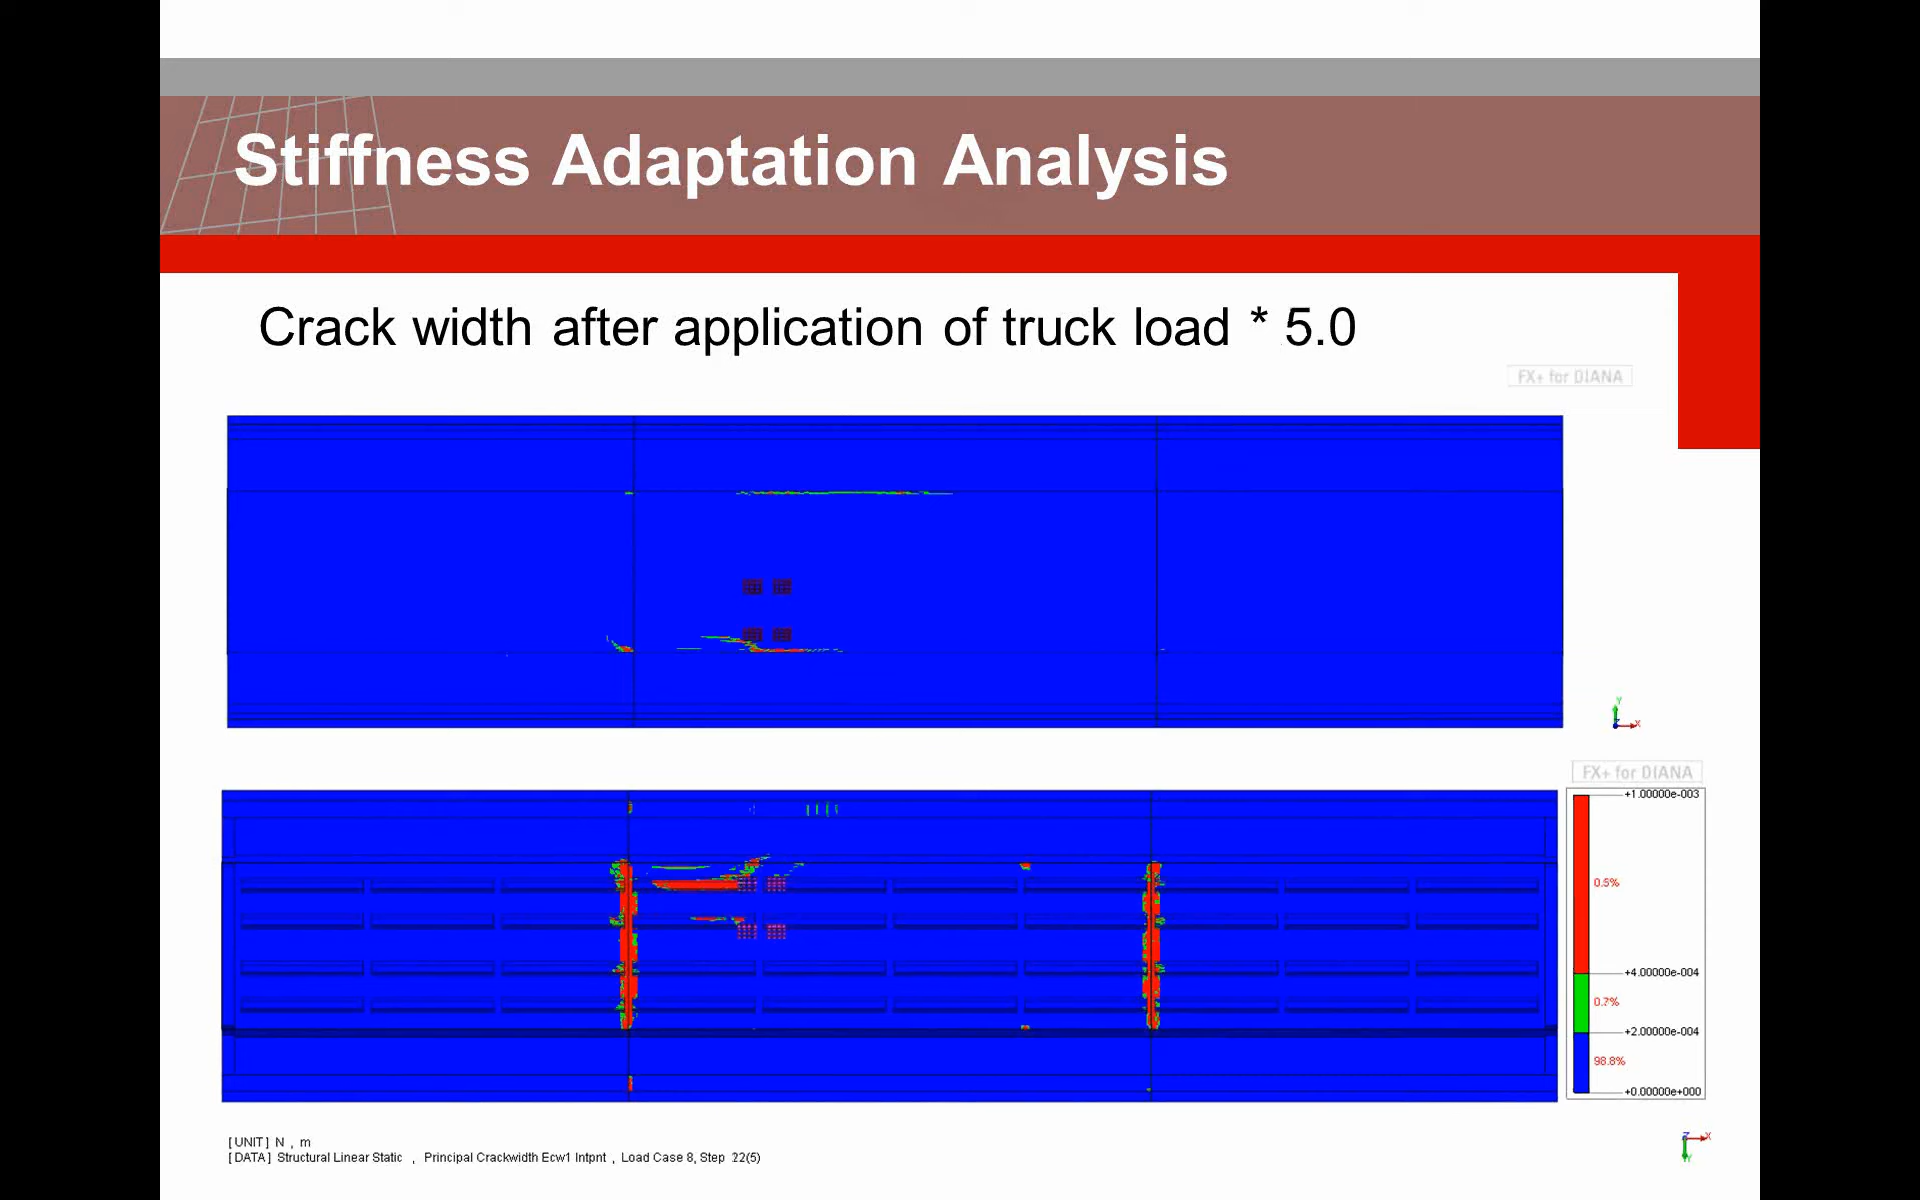 Stiffness Adaptation Analysis
Crack width after application of truck load * 5.0
FX+ for DIANA
Y
Z X
FX+ for DIANA
+1.00000e-003
0.5%
+4.00000e-004
0.7%
+2.00000e-004
98.8%
+0.00000e+000
[UNIT] N , m
[DATA] Structural Linear Static , Principal Crackwidth Ecw1 Intpnt , Load Case 8, Step 22(5)
Z X
Y